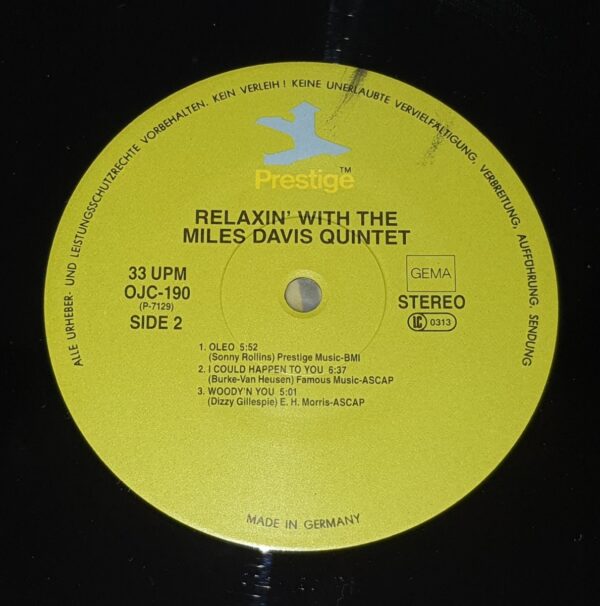 ALLE URHEBER- UND LEISTUNGSSCHUTZRECHTE VORBEHALTEN. KEIN VERLEIH! KEINE UNERLAUBTE VERVIELFÄLTIGUNG, VERBREITUNG, AUFFÜHRUNG, SENDUNG
Prestige™
RELAXIN' WITH THE
MILES DAVIS QUINTET
33 UPM
OJC-190
(P-7129)
SIDE 2
GEMA
STEREO
LC 0313
1. OLEO 5:52
(Sonny Rollins) Prestige Music-BMI
2. I COULD HAPPEN TO YOU 6:37
(Burke-Van Heusen) Famous Music-ASCAP
3. WOODY'N YOU 5:01
(Dizzy Gillespie) E. H. Morris-ASCAP
MADE IN GERMANY